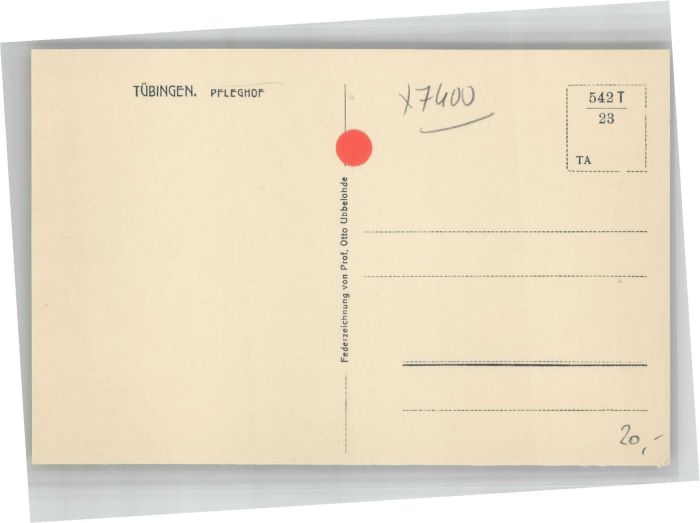 TÜBINGEN. PFLEGHOF
x7400
542 T
23
TA
Federzeichnung von Prof. Otto Ubbelohde
20,-